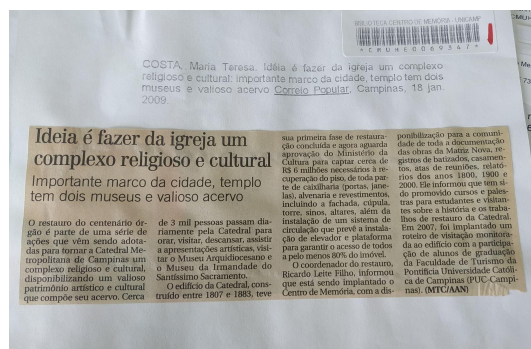 BIBLIOTECA CENTRO DE MEMÓRIA - UNICAMP
*CMUHE0069347*
COSTA, Maria Teresa. Idéia é fazer da igreja um complexo
religioso e cultural: importante marco da cidade, templo tem dois
museus e valioso acervo Correio Popular, Campinas, 18 jan.
2009.
Ideia é fazer da igreja um
complexo religioso e cultural
Importante marco da cidade, templo
tem dois museus e valioso acervo
O restauro do centenário ór-
gão é parte de uma série de
ações que vêm sendo adota-
das para tornar a Catedral Me-
tropolitana de Campinas um
complexo religioso e cultural,
disponibilizando um valioso
patrimônio artístico e cultural
que compõe seu acervo. Cerca
de 3 mil pessoas passam dia-
riamente pela Catedral para
orar, visitar, descansar, assistir
a apresentações artísticas, visi-
tar o Museu Arquidiocesano e
o Museu da Irmandade do
Santíssimo Sacramento.
O edifício da Catedral, cons-
truído entre 1807 e 1883, teve
sua primeira fase de restaura-
ção concluída e agora aguarda
aprovação do Ministério da
Cultura para captar cerca de
R$ 6 milhões necessários à re-
cuperação do piso, de toda par-
te de caixilharia (portas, jane-
las), alvenaria e revestimentos,
incluindo a fachada, cúpula,
torre, sinos, altares, além da
instalação de um sistema de
circulação que prevê a instala-
ção de elevador e plataforma
para garantir o acesso de todos
a pelo menos 80% do imóvel.
O coordenador do restauro,
Ricardo Leite Filho, informou
que está sendo implantado o
Centro de Memória, com a dis-
ponibilização para a comunida-
de de toda a documentação
das obras da Matriz Nova, re-
gistros de batizados, casamen-
tos, atas de reuniões, relató-
rios dos anos 1800, 1900 e
2000. Ele informou que tem si-
do promovido cursos e pales-
tras para estudantes e visitan-
tes sobre a história e os traba-
lhos de restauro da Catedral.
Em 2007, foi implantado um
roteiro de visitação monitora-
da ao edifício com a participa-
ção de alunos de graduação
da Faculdade de Turismo da
Pontifícia Universidade Católi-
ca de Campinas (PUC-Campi-
nas). (MTC/AAN)